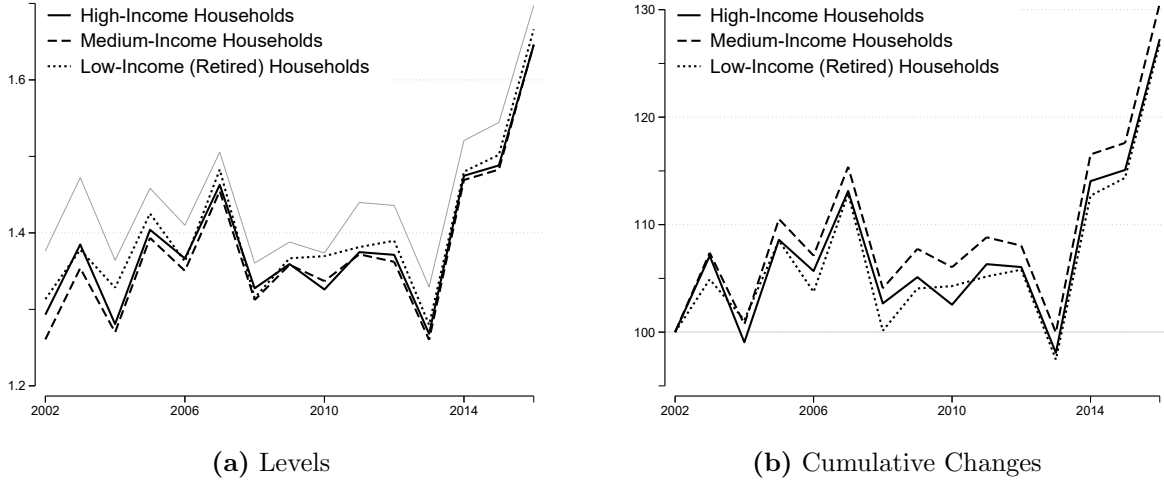 High-Income Households
Medium-Income Households
Low-Income (Retired) Households
1.6
1.4
1.2
2002 2006 2010 2014
(a) Levels
130
High-Income Households
Medium-Income Households
Low-Income (Retired) Households
120
110
100
2002 2006 2010 2014
(b) Cumulative Changes